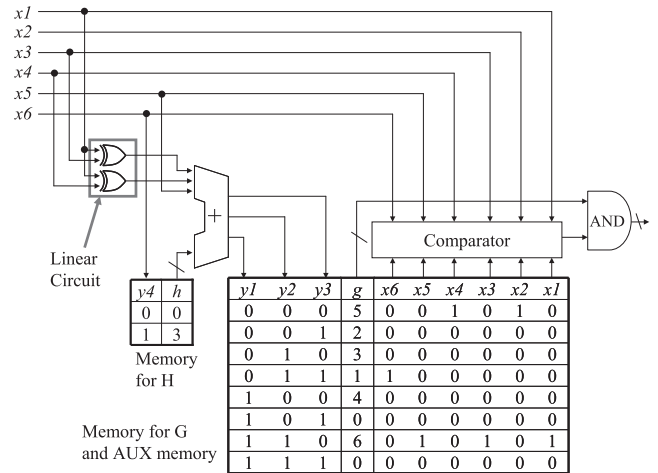 x1
x2
x3
x4
x5
x6
+
AND
Comparator
Linear
Circuit
y4 h
0 0
1 3
Memory
for H
y1 y2 y3 g x6 x5 x4 x3 x2 x1
0 0 0 5 0 0 1 0 1 0
0 0 1 2 0 0 0 0 0 0
0 1 0 3 0 0 0 0 0 0
0 1 1 1 1 0 0 0 0 0
1 0 0 4 0 0 0 0 0 0
1 0 1 0 0 0 0 0 0 0
1 1 0 6 0 1 0 1 0 1
1 1 1 0 0 0 0 0 0 0
Memory for G
and AUX memory